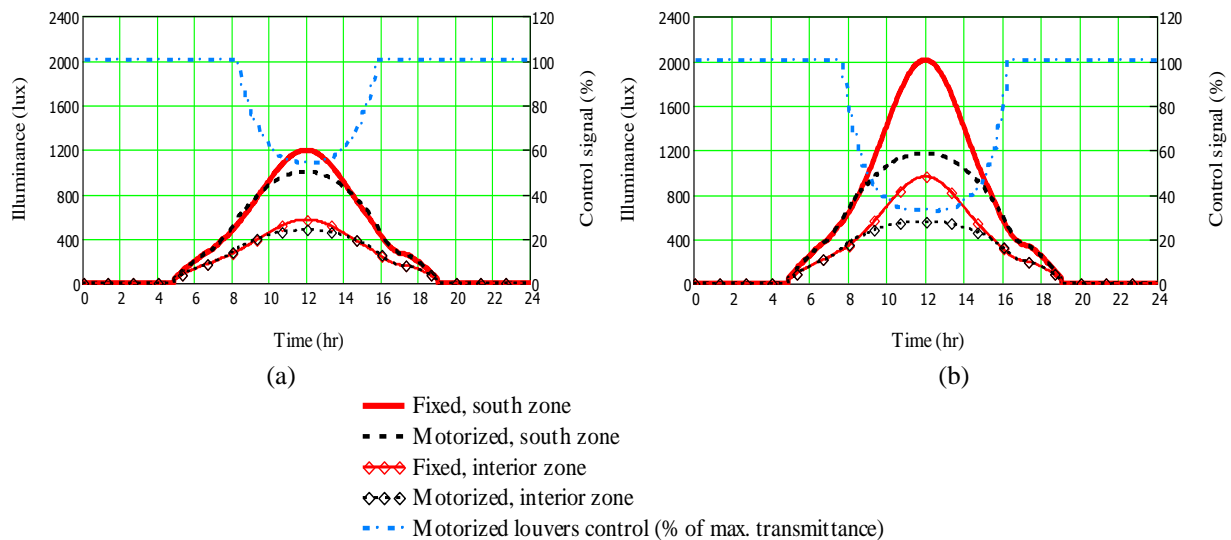 Illuminance (lux)
2400
2000
1600
1200
800
400
0
120
100
80
60
40
20
0
Control signal (%)
0 2 4 6 8 10 12 14 16 18 20 22 24
Time (hr)
(a)
Illuminance (lux)
2400
2000
1600
1200
800
400
0
120
100
80
60
40
20
0
Control signal (%)
0 2 4 6 8 10 12 14 16 18 20 22 24
Time (hr)
(b)
Fixed, south zone
Motorized, south zone
Fixed, interior zone
Motorized, interior zone
Motorized louvers control (% of max. transmittance)